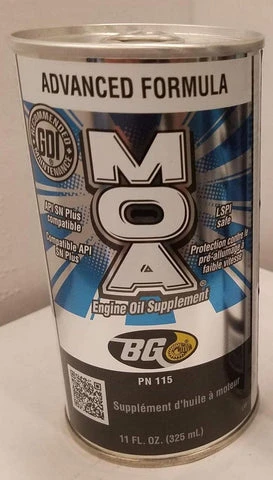 ADVANCED FORMULA
RECOMMENDED
GDI
MAINTENANCE
MOA®
API SN Plus
compatible
Compatible API
SN Plus
LSPI
safe
Protection contre le
pré-allumage à
faible vitesse
Engine Oil Supplement
BG
PN 115
Supplément d'huile à moteur
11 FL. OZ. (325 mL)